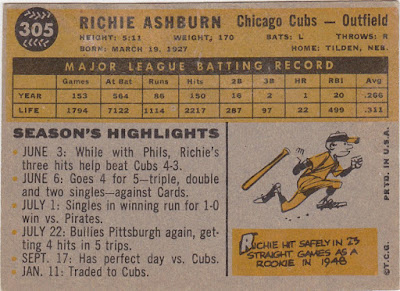 305
RICHIE ASHBURN Chicago Cubs — Outfield
HEIGHT: 5:11 WEIGHT, 170 BATS: L THROWS: R
BORN: MARCH 19, 1927 HOME: TILDEN, NEB.
MAJOR LEAGUE BATTING RECORD
Games At Bat Runs Hits 2B 3B HR RBI Avg.
YEAR 153 564 86 150 16 2 1 20 .266
LIFE 1794 7122 1114 2217 287 97 22 499 .311
SEASON'S HIGHLIGHTS
JUNE 3: While with Phils, Richie's
three hits help beat Cubs 4-3.
JUNE 6: Goes 4 for 5—triple, double
and two singles—against Cards.
JULY 1: Singles in winning run for 1-0
win vs. Pirates.
JULY 22: Bullies Pittsburgh again, get-
ting 4 hits in 5 trips.
SEPT. 17: Has perfect day vs. Cubs.
JAN. 11: Traded to Cubs.
RICHIE HIT SAFELY IN 23
STRAIGHT GAMES AS A
ROOKIE IN 1948
©T.C.G. PRTD. IN U.S.A.